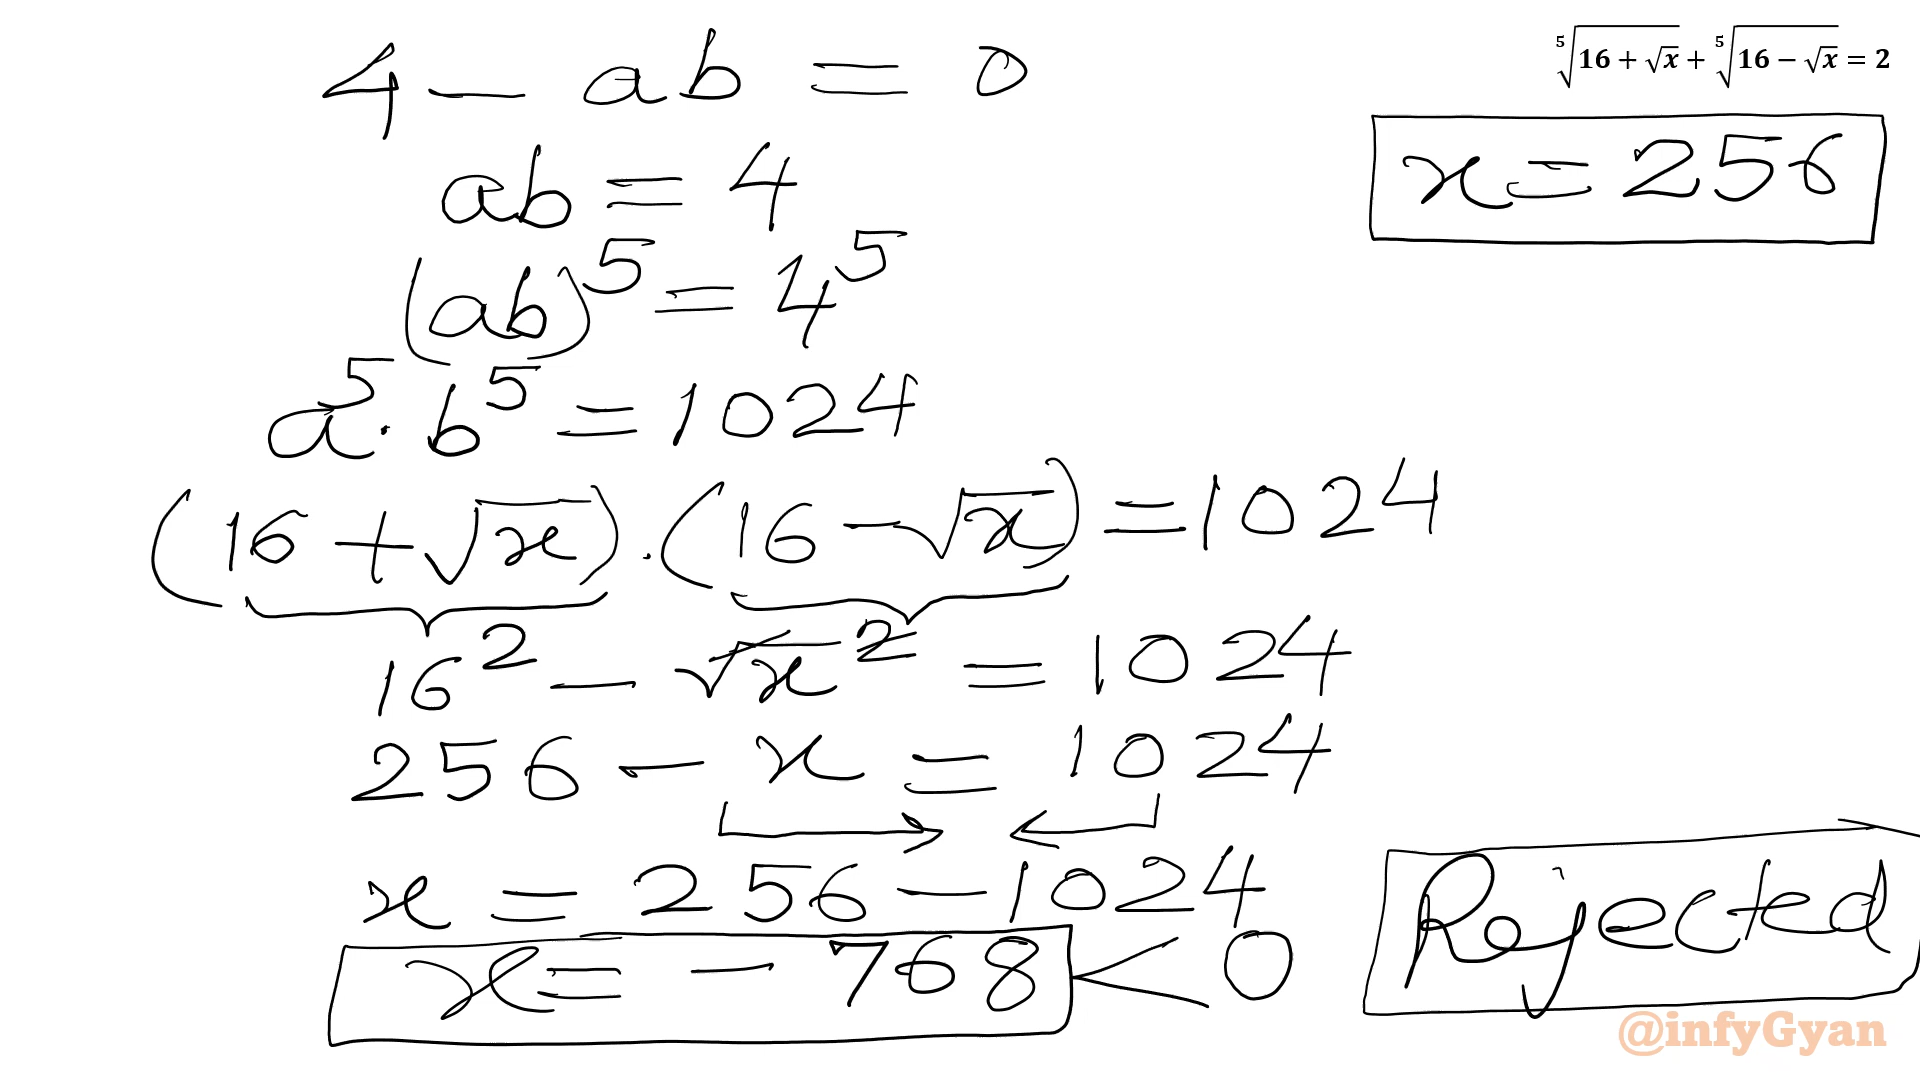 4 - ab = 0
⁵√(16 + √x) + ⁵√(16 - √x) = 2
x = 256
ab = 4
(ab)⁵ = 4⁵
a⁵ · b⁵ = 1024
(16 + √x) · (16 - √x) = 1024
16² - √x² = 1024
256 - x = 1024
x = 256 - 1024
x = - 768 < 0
Rejected
@infyGyan